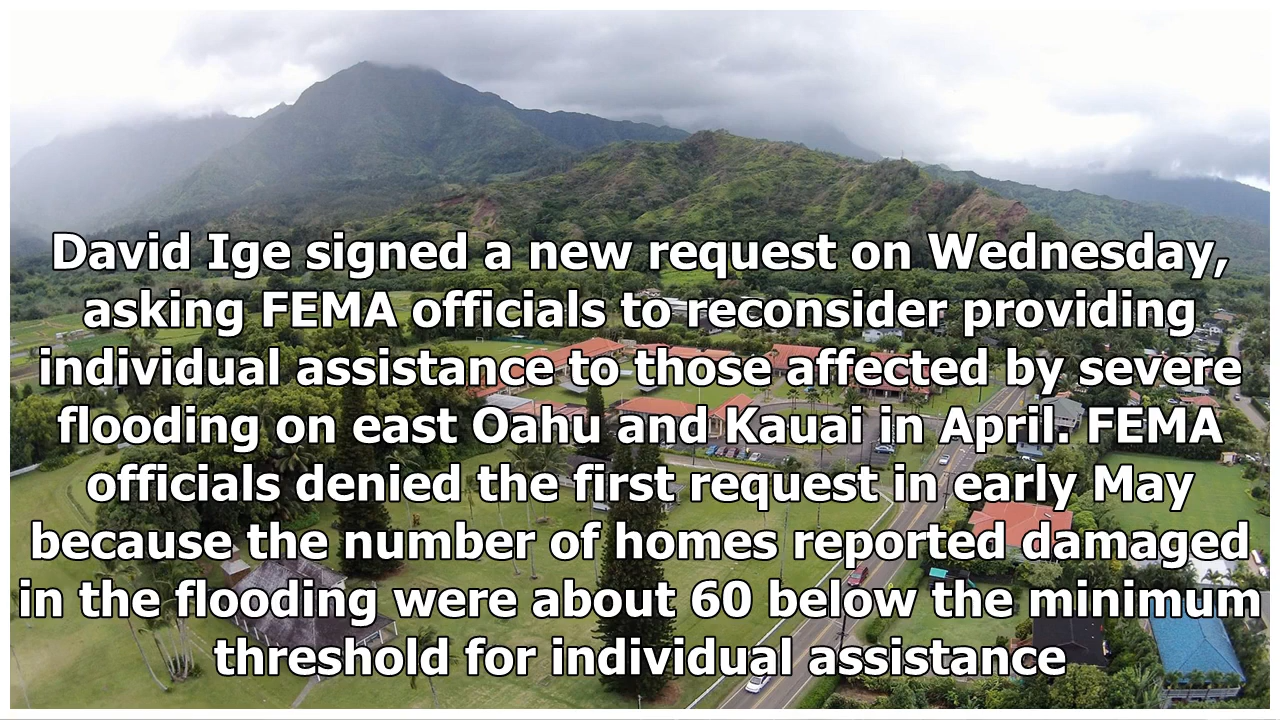 David Ige signed a new request on Wednesday,
asking FEMA officials to reconsider providing
individual assistance to those affected by severe
flooding on east Oahu and Kauai in April. FEMA
officials denied the first request in early May
because the number of homes reported damaged
in the flooding were about 60 below the minimum
threshold for individual assistance